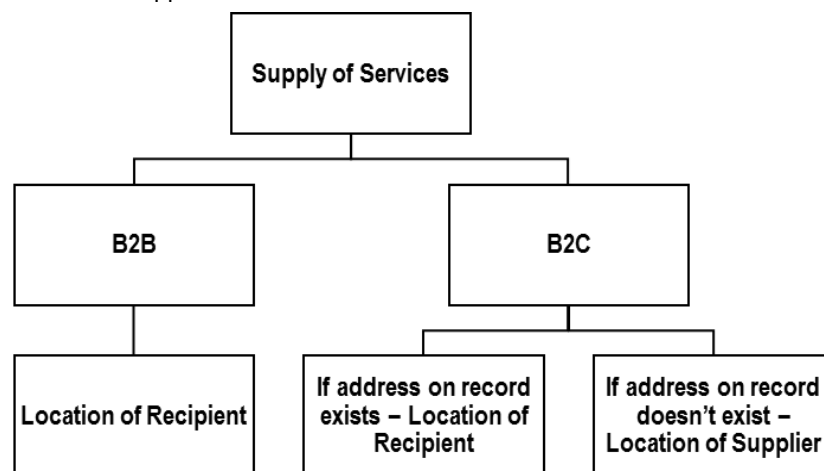 Supply of Services
B2B
B2C
Location of Recipient
If address on record
exists – Location of
Recipient
If address on record
doesn't exist –
Location of Supplier